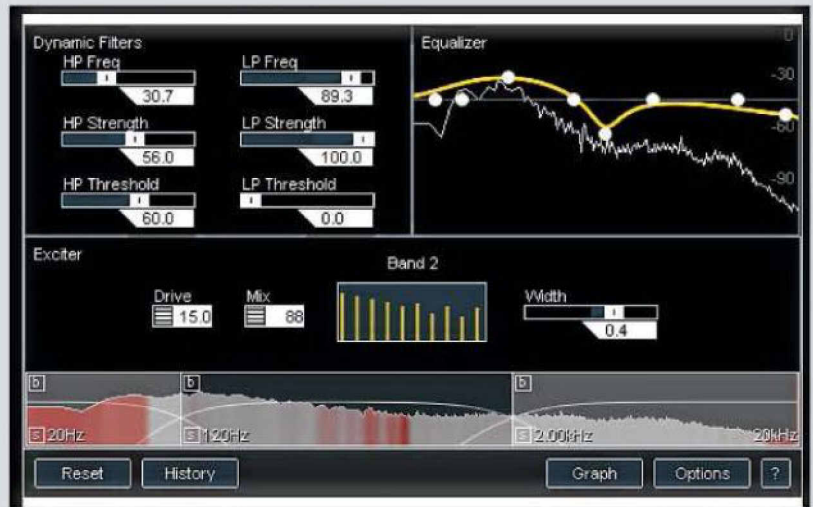 Dynamic Filters
HP Freq
30.7
LP Freq
89.3
HP Strength
56.0
LP Strength
100.0
HP Threshold
60.0
LP Threshold
0.0
Equalizer
0
-30
-60
-90
Exciter
Band 2
Drive
15.0
Mix
88
Width
0.4
b
b
b
s 20Hz
s 120Hz
s 2.00kHz
20kHz
Reset
History
Graph
Options
?